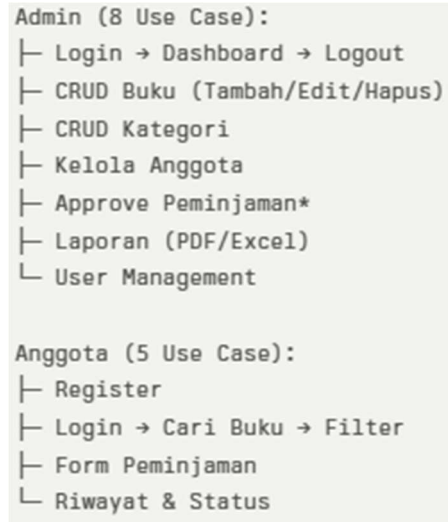 Admin (8 Use Case):
├─ Login → Dashboard → Logout
├─ CRUD Buku (Tambah/Edit/Hapus)
├─ CRUD Kategori
├─ Kelola Anggota
├─ Approve Peminjaman*
├─ Laporan (PDF/Excel)
└─ User Management

Anggota (5 Use Case):
├─ Register
├─ Login → Cari Buku → Filter
├─ Form Peminjaman
└─ Riwayat & Status